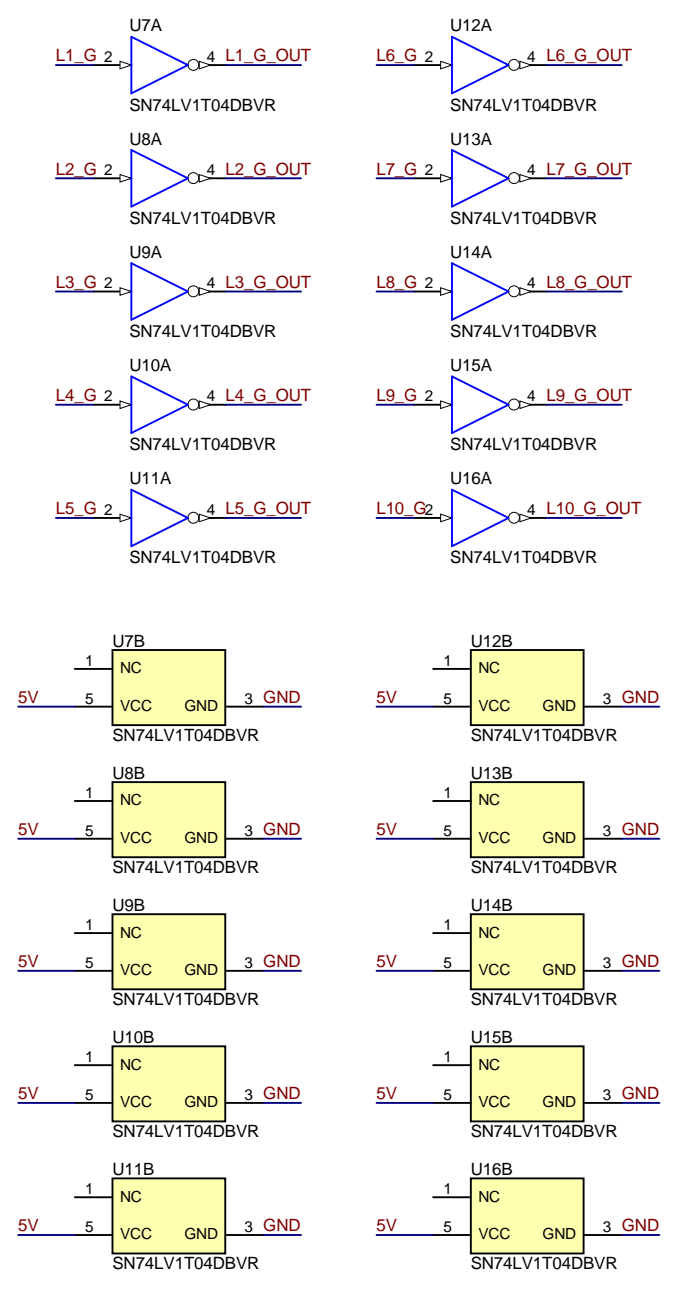 U7A U12A
L1_G 2 4 L1_G_OUT L6_G 2 4 L6_G_OUT
SN74LV1T04DBVR SN74LV1T04DBVR
U8A U13A
L2_G 2 4 L2_G_OUT L7_G 2 4 L7_G_OUT
SN74LV1T04DBVR SN74LV1T04DBVR
U9A U14A
L3_G 2 4 L3_G_OUT L8_G 2 4 L8_G_OUT
SN74LV1T04DBVR SN74LV1T04DBVR
U10A U15A
L4_G 2 4 L4_G_OUT L9_G 2 4 L9_G_OUT
SN74LV1T04DBVR SN74LV1T04DBVR
U11A U16A
L5_G 2 4 L5_G_OUT L10_G 2 4 L10_G_OUT
SN74LV1T04DBVR SN74LV1T04DBVR
U7B U12B
1 NC 1 NC
5V 5 VCC GND 3 GND 5V 5 VCC GND 3 GND
SN74LV1T04DBVR SN74LV1T04DBVR
U8B U13B
1 NC 1 NC
5V 5 VCC GND 3 GND 5V 5 VCC GND 3 GND
SN74LV1T04DBVR SN74LV1T04DBVR
U9B U14B
1 NC 1 NC
5V 5 VCC GND 3 GND 5V 5 VCC GND 3 GND
SN74LV1T04DBVR SN74LV1T04DBVR
U10B U15B
1 NC 1 NC
5V 5 VCC GND 3 GND 5V 5 VCC GND 3 GND
SN74LV1T04DBVR SN74LV1T04DBVR
U11B U16B
1 NC 1 NC
5V 5 VCC GND 3 GND 5V 5 VCC GND 3 GND
SN74LV1T04DBVR SN74LV1T04DBVR